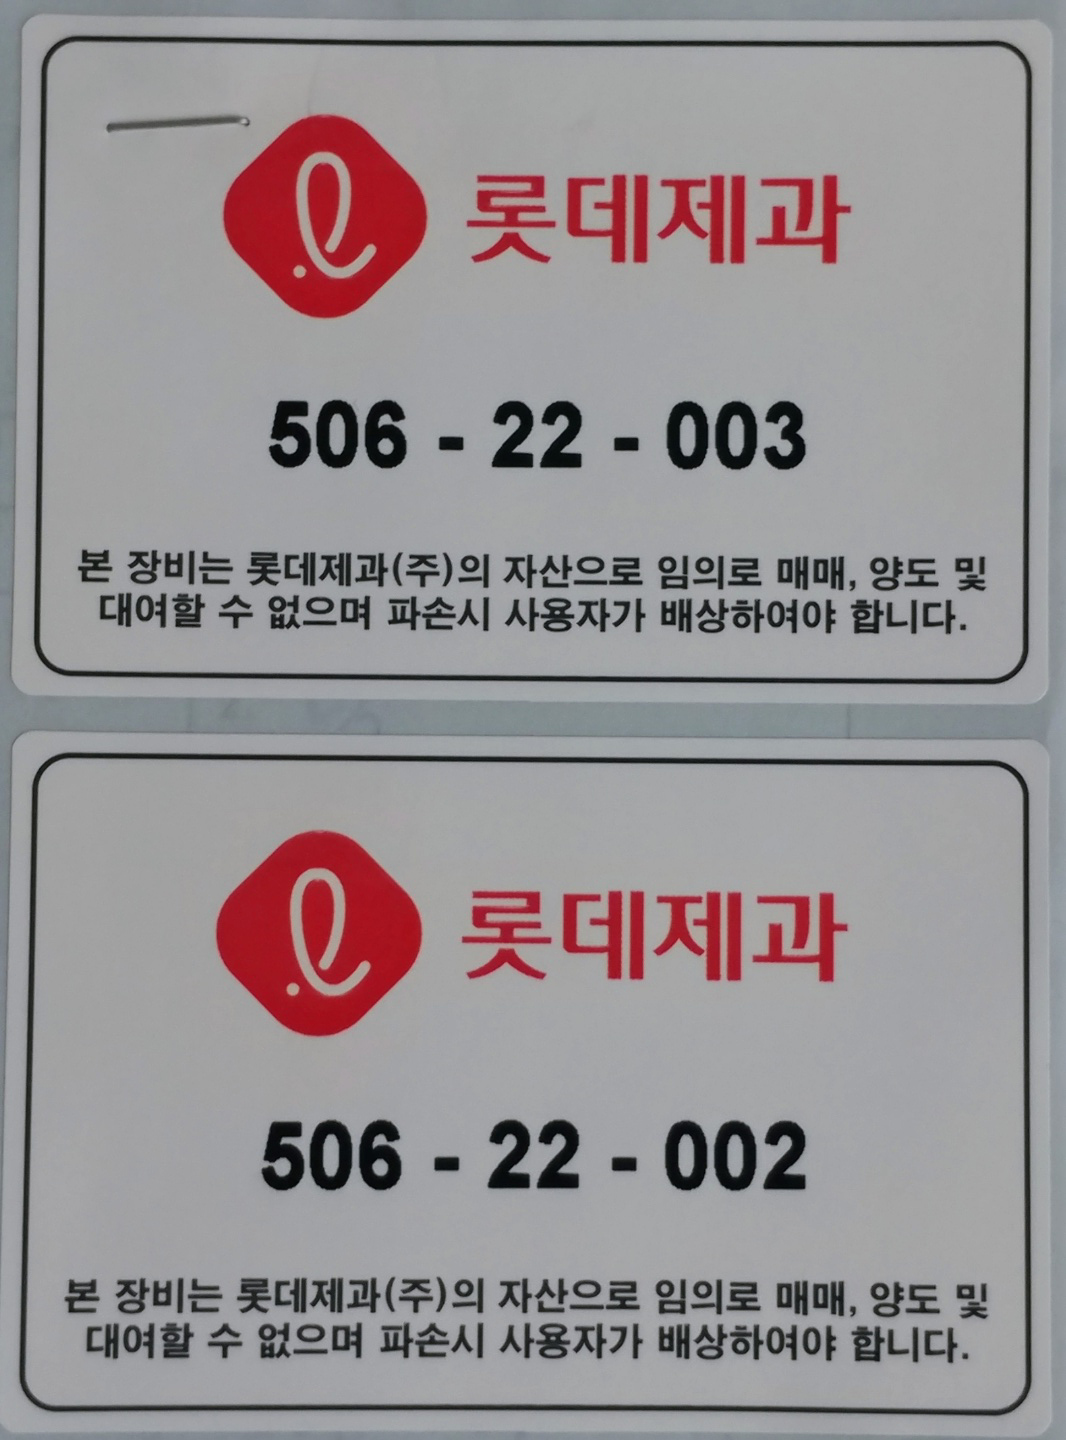 롯데제과
506 - 22 - 003
본 장비는 롯데제과(주)의 자산으로 임의로 매매, 양도 및
대여할 수 없으며 파손시 사용자가 배상하여야 합니다.
롯데제과
506 - 22 - 002
본 장비는 롯데제과(주)의 자산으로 임의로 매매, 양도 및
대여할 수 없으며 파손시 사용자가 배상하여야 합니다.